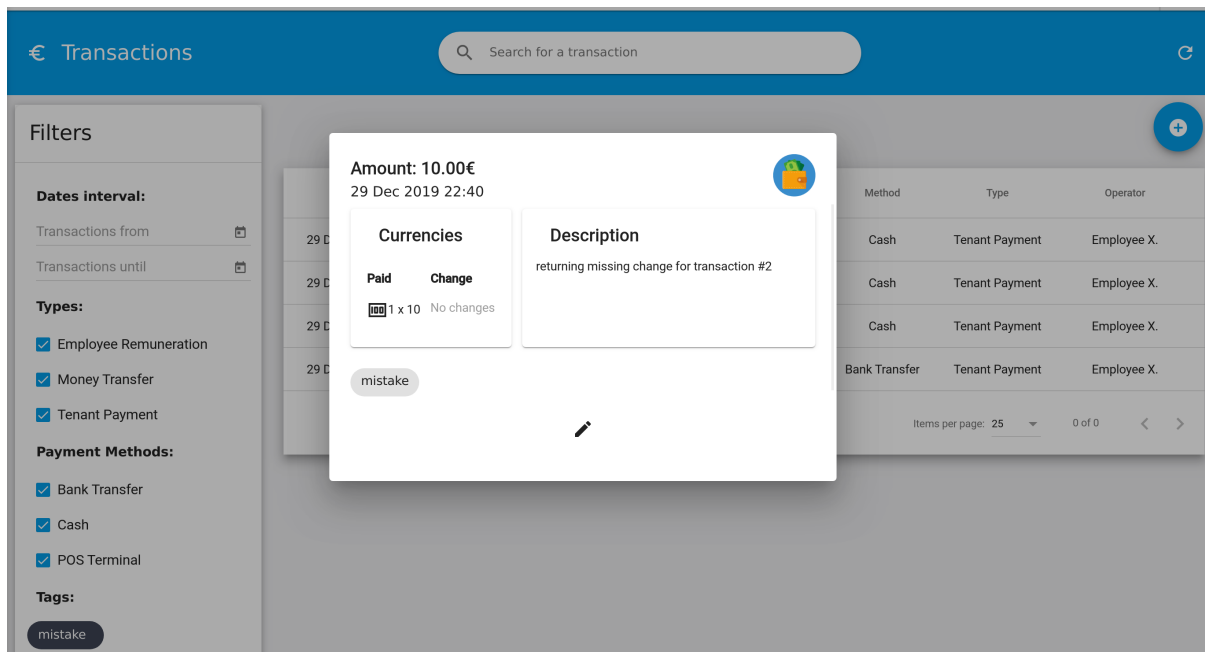 € Transactions
Search for a transaction
Filters
Dates interval:
Transactions from
Transactions until
Types:
Employee Remuneration
Money Transfer
Tenant Payment
Payment Methods:
Bank Transfer
Cash
POS Terminal
Tags:
mistake
Amount: 10.00€
29 Dec 2019 22:40
Currencies
Paid Change
1 x 10 No changes
Description
returning missing change for transaction #2
mistake
Method Type Operator
29 D Cash Tenant Payment Employee X.
29 D Cash Tenant Payment Employee X.
29 D Cash Tenant Payment Employee X.
29 D Bank Transfer Tenant Payment Employee X.
Items per page: 25 0 of 0